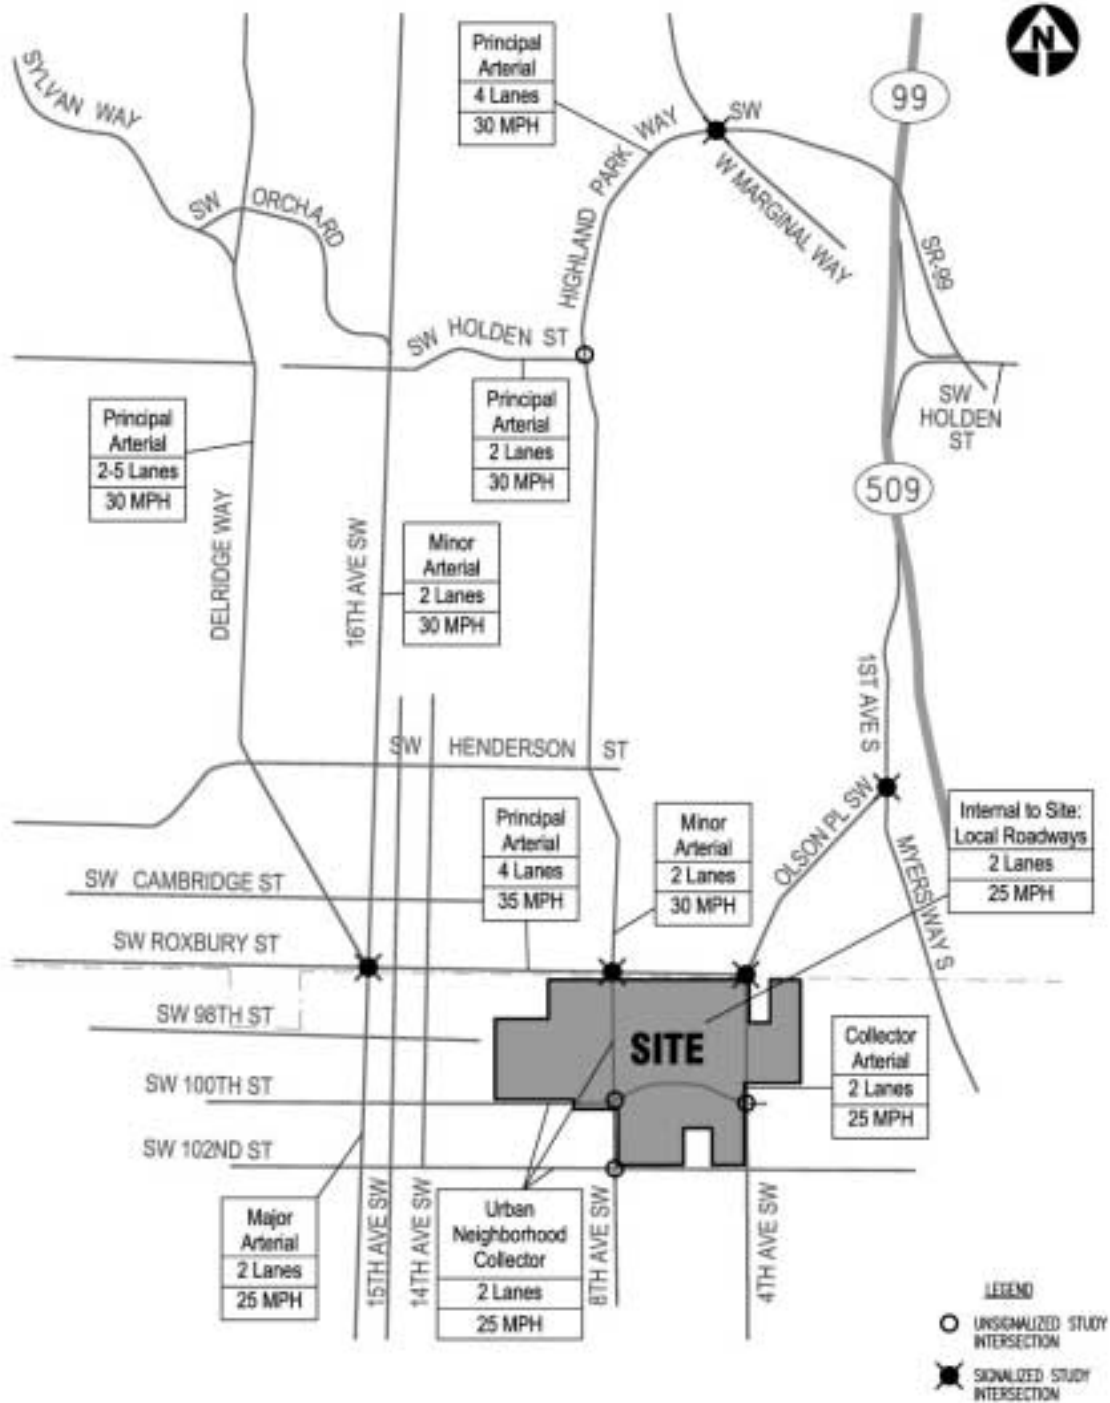 N
Principal
Arterial
4 Lanes
30 MPH
99
SYLVAN WAY
SW ORCHARD
HIGHLAND PARK WAY SW
W MARGINAL WAY
SR-99
SW HOLDEN ST
SW
HOLDEN
ST
Principal
Arterial
2-5 Lanes
30 MPH
Principal
Arterial
2 Lanes
30 MPH
509
DELRIDGE WAY
16TH AVE SW
Minor
Arterial
2 Lanes
30 MPH
1ST AVE S
SW HENDERSON ST
OLSON PL SW
MYERS WAY S
Principal
Arterial
4 Lanes
35 MPH
Minor
Arterial
2 Lanes
30 MPH
Internal to Site:
Local Roadways
2 Lanes
25 MPH
SW CAMBRIDGE ST
SW ROXBURY ST
SW 98TH ST
SITE
Collector
Arterial
2 Lanes
25 MPH
SW 100TH ST
SW 102ND ST
Major
Arterial
2 Lanes
25 MPH
15TH AVE SW
14TH AVE SW
Urban
Neighborhood
Collector
2 Lanes
25 MPH
8TH AVE SW
4TH AVE SW
LEGEND
UNSIGNALIZED STUDY
INTERSECTION
SIGNALIZED STUDY
INTERSECTION